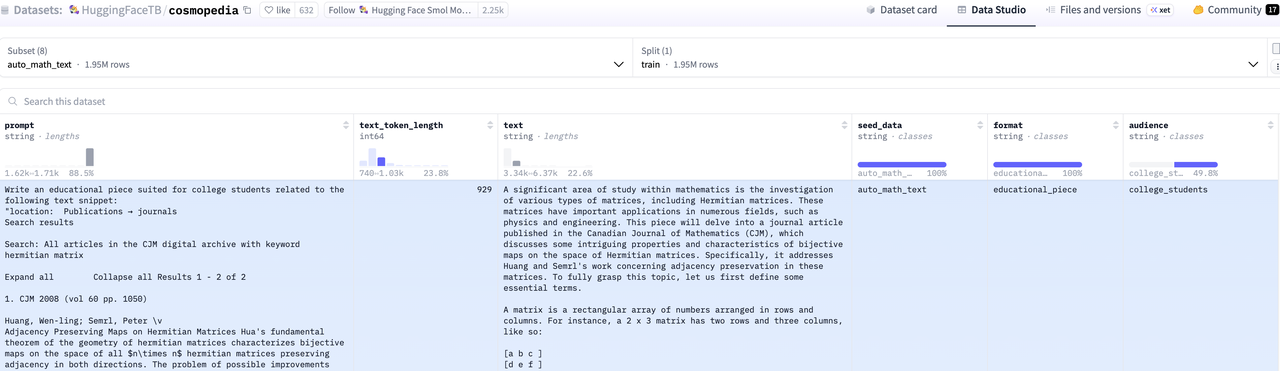 Datasets: HuggingFaceTB/cosmopedia like 632 Follow Hugging Face Smol Mo... 2.25k Dataset card Data Studio Files and versions xet Community 17
Subset (8) Split (1)
auto_math_text · 1.95M rows train · 1.95M rows
Search this dataset
prompt text_token_length text seed_data format audience
string · lengths int64 string · lengths string · classes string · classes string · classes
1.62k↔1.71k 88.5% 740↔1.03k 23.8% 3.34k↔6.37k 22.6% auto_math_… 100% educationa… 100% college_st… 49.8%
Write an educational piece suited for college students related to the
following text snippet:
"location: Publications → journals
Search results
Search: All articles in the CJM digital archive with keyword
hermitian matrix
Expand all Collapse all Results 1 - 2 of 2
1. CJM 2008 (vol 60 pp. 1050)
Huang, Wen-ling; Semrl, Peter \v
Adjacency Preserving Maps on Hermitian Matrices Hua's fundamental
theorem of the geometry of hermitian matrices characterizes bijective
maps on the space of all $n\times n$ hermitian matrices preserving
adjacency in both directions. The problem of possible improvements
929
A significant area of study within mathematics is the investigation
of various types of matrices, including Hermitian matrices. These
matrices have important applications in numerous fields, such as
physics and engineering. This piece will delve into a journal article
published in the Canadian Journal of Mathematics (CJM), which
discusses some intriguing properties and characteristics of bijective
maps on the space of Hermitian matrices. Specifically, it addresses
Huang and Semrl's work concerning adjacency preservation in these
matrices. To fully grasp this topic, let us first define some
essential terms.
A matrix is a rectangular array of numbers arranged in rows and
columns. For instance, a 2 x 3 matrix has two rows and three columns,
like so:
[a b c ]
[d e f ]
auto_math_text
educational_piece
college_students